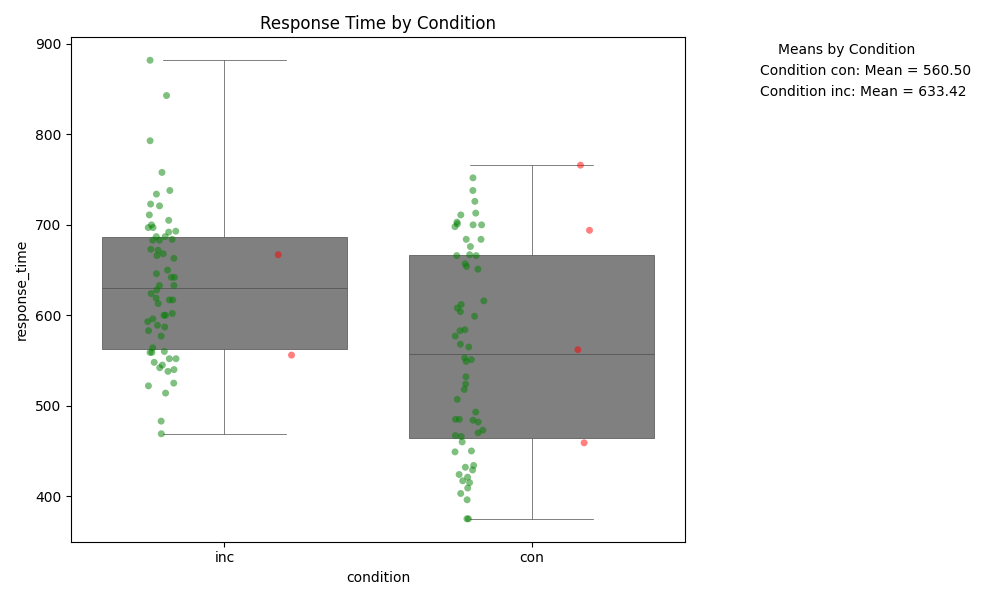 Response Time by Condition
900
800
700
600
500
400
response_time
inc
con
condition
Means by Condition
Condition con: Mean = 560.50
Condition inc: Mean = 633.42